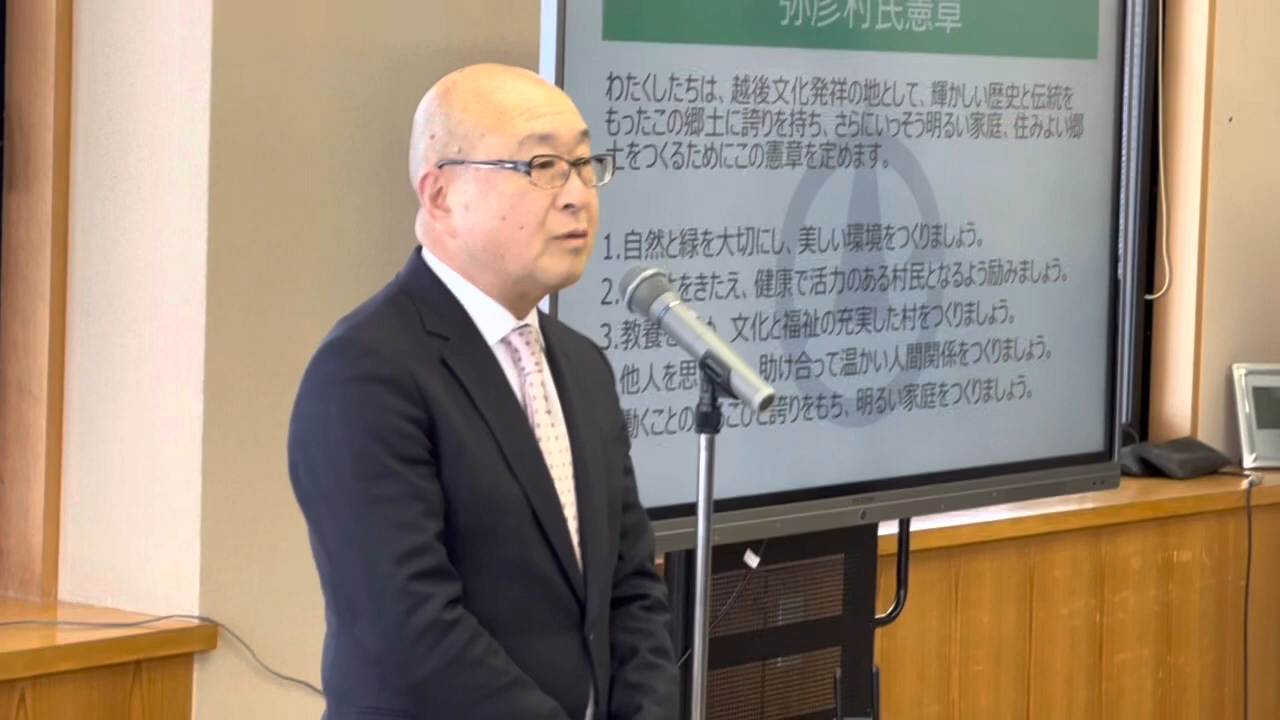 弥彦村民憲章
わたくしたちは、越後文化発祥の地として、輝かしい歴史と伝統を
もったこの郷土に誇りを持ち、さらにいっそう明るい家庭、住みよい郷
土をつくるためにこの憲章を定めます。
1.自然と緑を大切にし、美しい環境をつくりましょう。
2. をきたえ、健康で活力のある村民となるよう励みましょう。
3.教養を 文化と福祉の充実した村をつくりましょう。
他人を思 助け合って温かい人間関係をつくりましょう。
働くことの こびと誇りをもち、明るい家庭をつくりましょう。